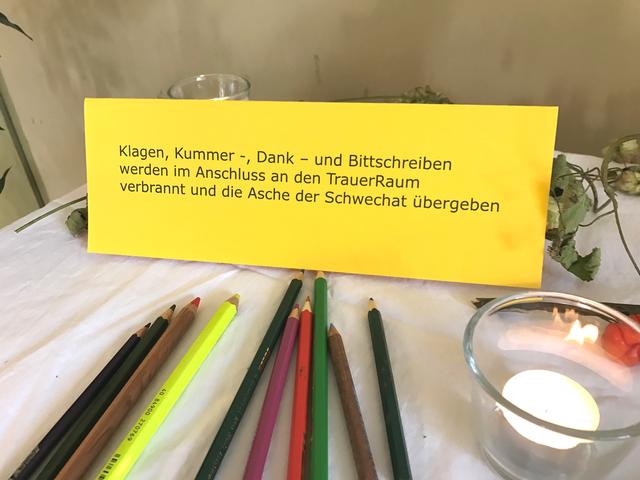 Klagen, Kummer -, Dank – und Bittschreiben
werden im Anschluss an den TrauerRaum
verbrannt und die Asche der Schwechat übergeben